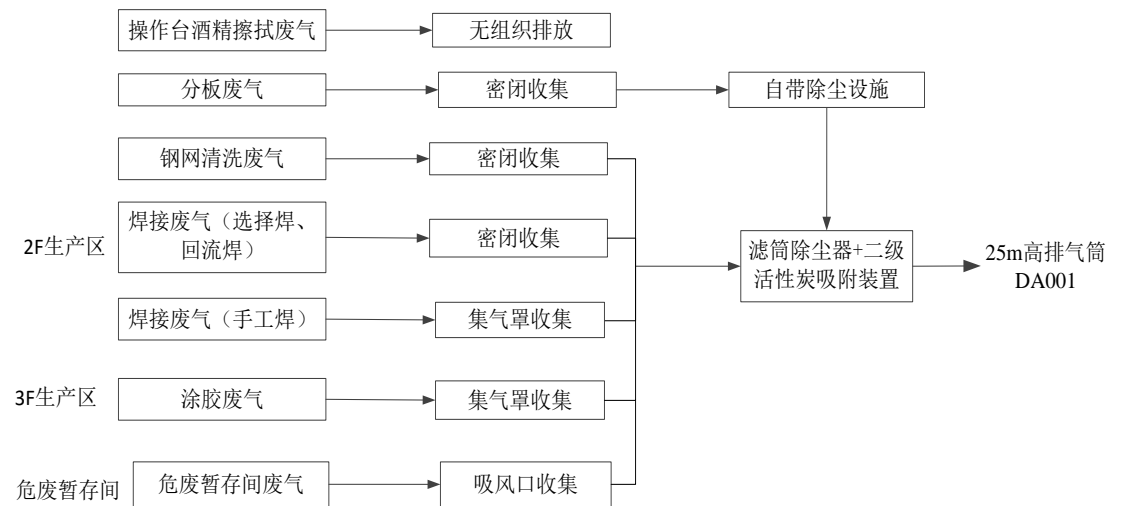 操作台酒精擦拭废气
无组织排放
分板废气
密闭收集
自带除尘设施
钢网清洗废气
密闭收集
2F生产区
焊接废气（选择焊、
回流焊）
密闭收集
滤筒除尘器+二级
活性炭吸附装置
25m高排气筒
DA001
焊接废气（手工焊）
集气罩收集
3F生产区
涂胶废气
集气罩收集
危废暂存间
危废暂存间废气
吸风口收集